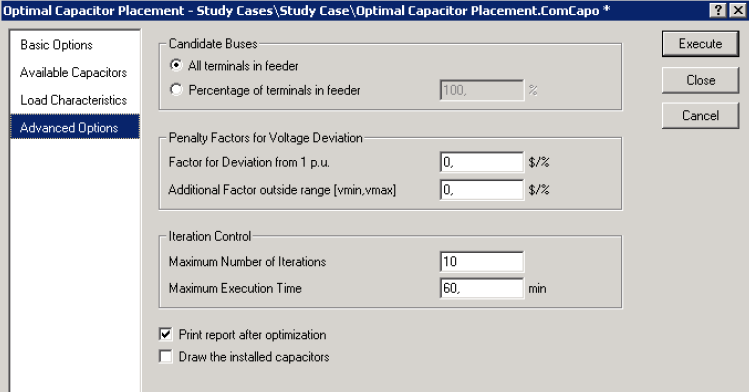 Optimal Capacitor Placement - Study Cases\Study Case\Optimal Capacitor Placement.ComCapo *
Basic Options
Available Capacitors
Load Characteristics
Advanced Options
Candidate Buses
All terminals in feeder
Percentage of terminals in feeder 100, %
Penalty Factors for Voltage Deviation
Factor for Deviation from 1 p.u. 0, $/%
Additional Factor outside range [vmin,vmax] 0, $/%
Iteration Control
Maximum Number of Iterations 10
Maximum Execution Time 60, min
Print report after optimization
Draw the installed capacitors
Execute
Close
Cancel